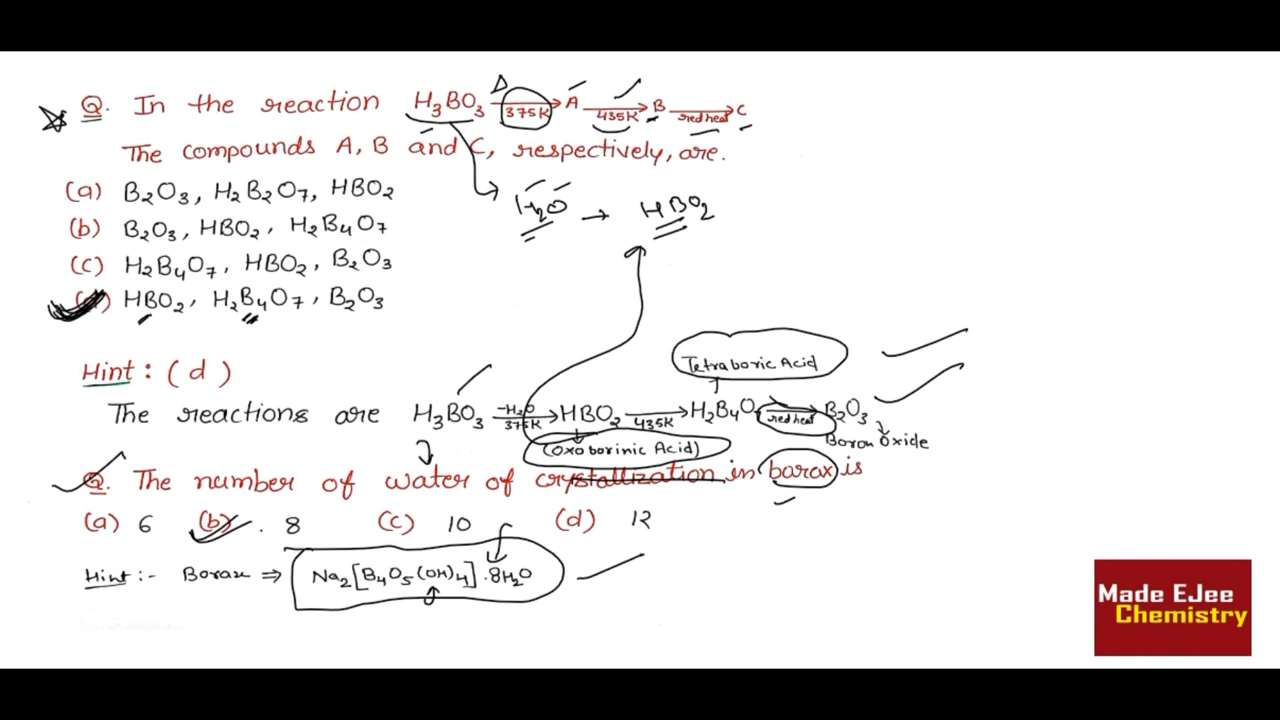 Q. In the reaction H₃BO₃ →(Δ, 375K) A →(435K) B →(red heat) C
The compounds A, B and C, respectively, are.
(a) B₂O₃, H₂B₂O₇, HBO₂
(b) B₂O₃, HBO₂, H₂B₄O₇
(c) H₂B₄O₇, HBO₂, B₂O₃
HBO₂, H₂B₄O₇, B₂O₃
H₂O → HBO₂
Hint : (d)
Tetraboric Acid
The reactions are H₃BO₃ →(-H₂O, 375K) HBO₂ →(435K) H₂B₄O₇ →(red heat) B₂O₃
(Oxoborinic Acid)
Boron Oxide
Q. The number of water of crystallization in borax is
(a) 6 (b). 8 (c) 10 (d) 12
Hint :- Borax ⇒ Na₂[B₄O₅(OH)₄].8H₂O
Made EJee
Chemistry